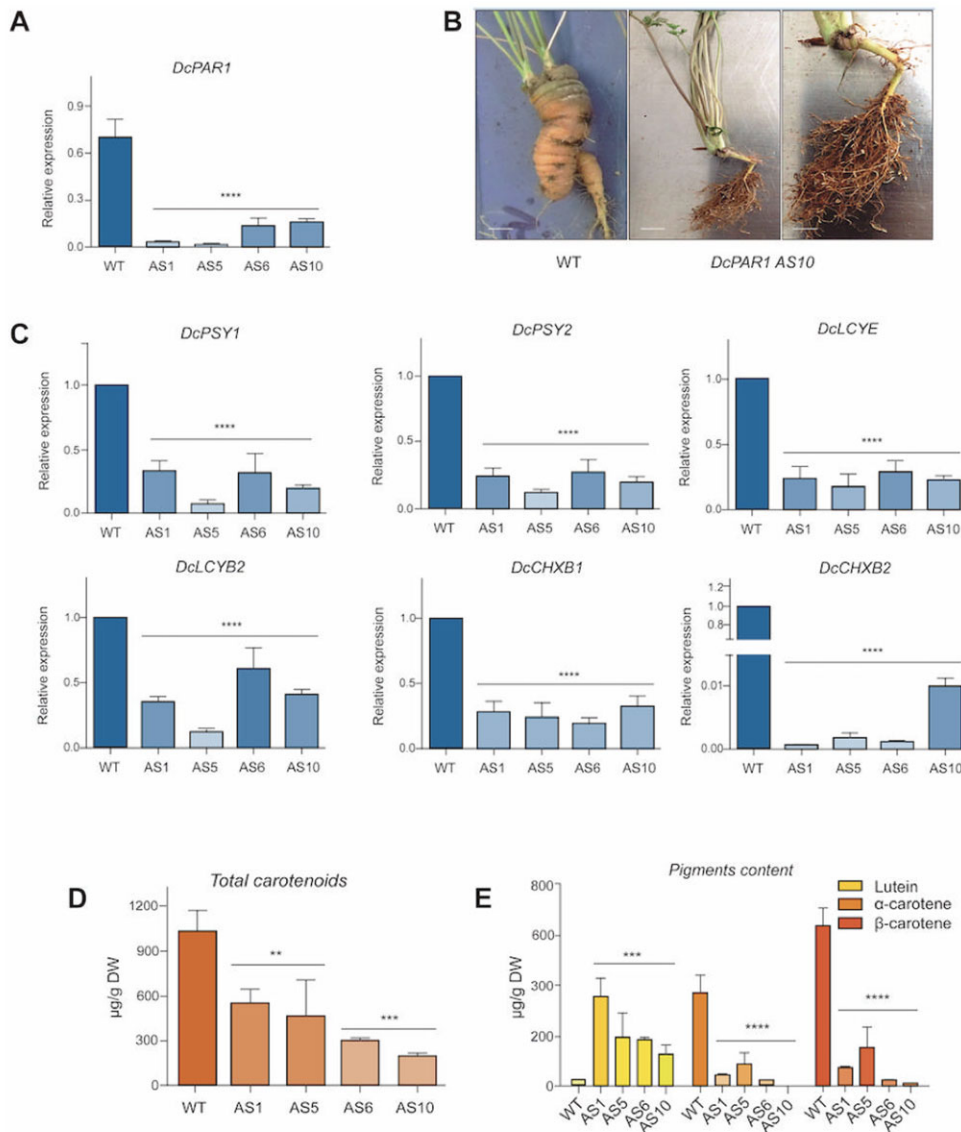 A
DcPAR1
Relative expression
0.9
0.6
0.3
0.0
****
WT AS1 AS5 AS6 AS10
B
WT DcPAR1 AS10
C
DcPSY1
Relative expression
1.0
0.5
0.0
****
WT AS1 AS5 AS6 AS10
DcPSY2
Relative expression
1.0
0.5
0.0
****
WT AS1 AS5 AS6 AS10
DcLCYE
Relative expression
1.0
0.5
0.0
****
WT AS1 AS5 AS6 AS10
DcLCYB2
Relative expression
1.0
0.5
0.0
****
WT AS1 AS5 AS6 AS10
DcCHXB1
Relative expression
1.0
0.5
0.0
****
WT AS1 AS5 AS6 AS10
DcCHXB2
Relative expression
1.2
1.0
0.8
0.01
0.00
****
WT AS1 AS5 AS6 AS10
D
Total carotenoids
µg/g DW
1200
900
600
300
0
**
***
WT AS1 AS5 AS6 AS10
E
Pigments content
Lutein
α-carotene
β-carotene
µg/g DW
800
600
300
200
0
***
****
****
WT AS1 AS5 AS6 AS10 WT AS1 AS5 AS6 AS10 WT AS1 AS5 AS6 AS10